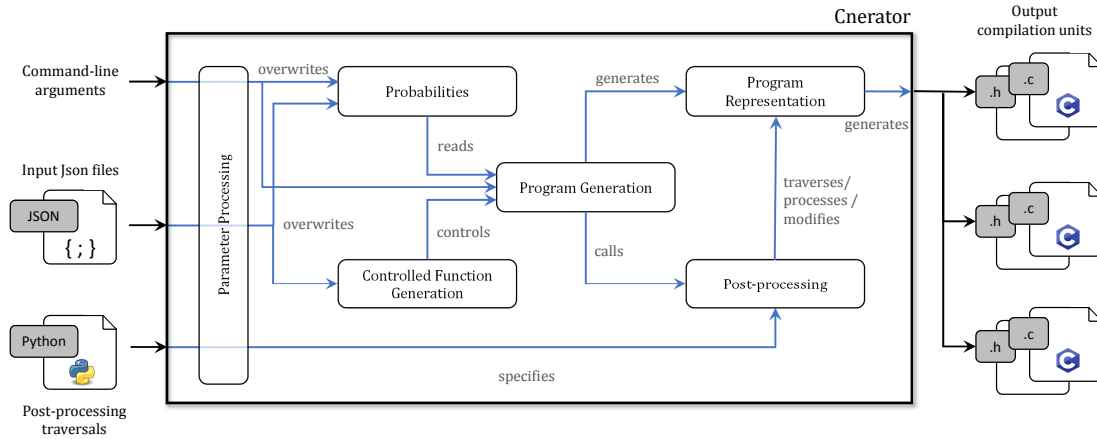 Cnerator
Output
compilation units
Command-line
arguments
overwrites
Probabilities
generates
Program
Representation
generates
.h
.c
reads
Input Json files
JSON
{ ; }
Parameter Processing
Program Generation
traverses/
processes /
modifies
.h
.c
overwrites
controls
calls
Controlled Function
Generation
Post-processing
Python
specifies
.h
.c
Post-processing
traversals